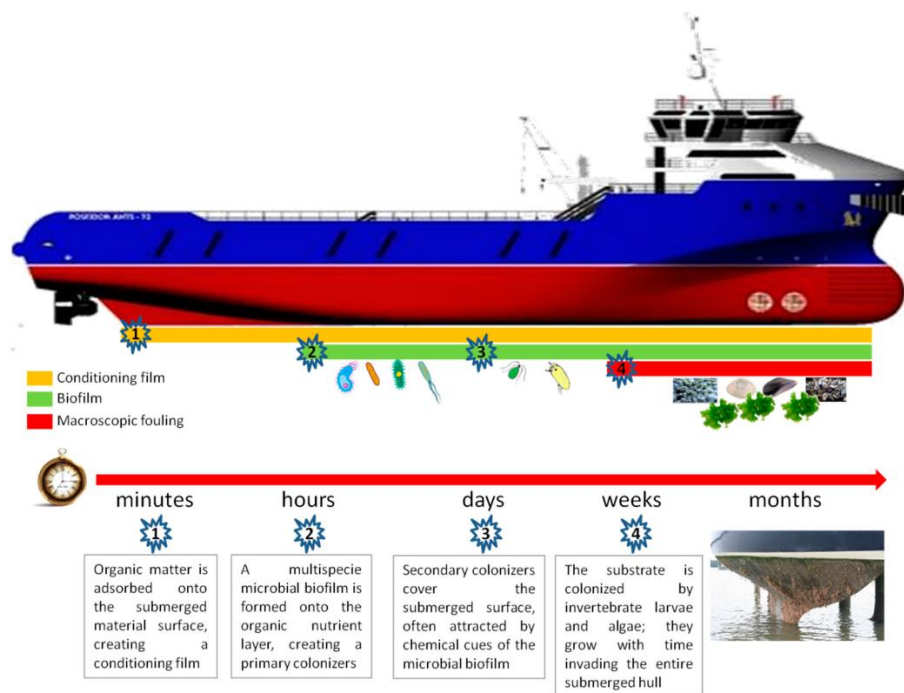 POSEIDON AHTS - 72
1
2
3
4
Conditioning film
Biofilm
Macroscopic fouling
minutes
hours
days
weeks
months
1
2
3
4
Organic matter is
adsorbed onto
the submerged
material surface,
creating a
conditioning film
A multispecie
microbial biofilm is
formed onto the
organic nutrient
layer, creating a
primary colonizers
Secondary colonizers
cover the
submerged surface,
often attracted by
chemical cues of the
microbial biofilm
The substrate is
colonized by
invertebrate larvae
and algae; they
grow with time
invading the entire
submerged hull